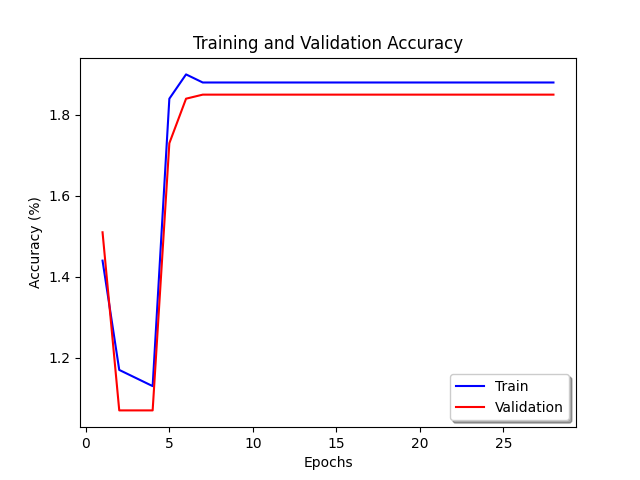 Training and Validation Accuracy
Accuracy (%)
1.8
1.6
1.4
1.2
0 5 10 15 20 25
Epochs
Train
Validation